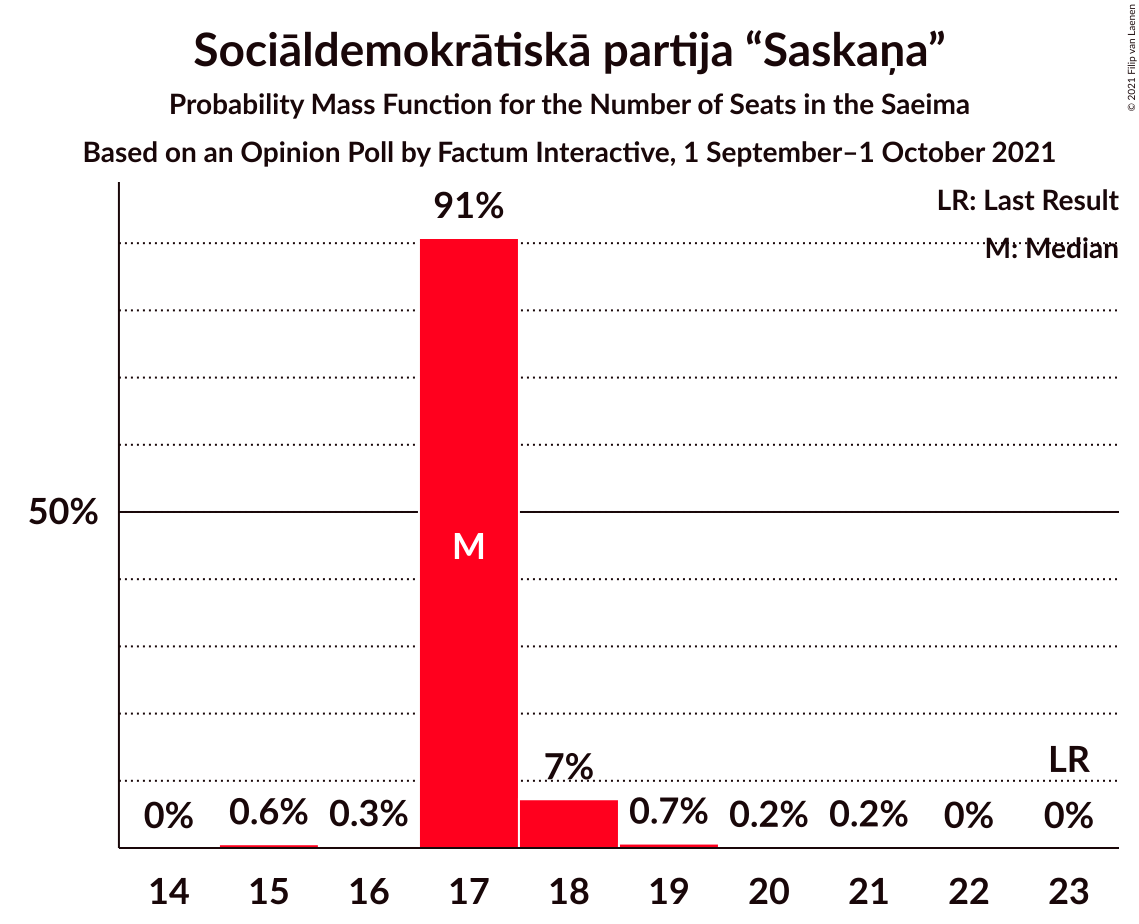 Sociāldemokrātiskā partija “Saskaņa”
Probability Mass Function for the Number of Seats in the Saeima
Based on an Opinion Poll by Factum Interactive, 1 September–1 October 2021
© 2021 Filip van Laenen
LR: Last Result
M: Median
91%
50%
M
7%
LR
0% 0.6% 0.3% 0.7% 0.2% 0.2% 0% 0%
14 15 16 17 18 19 20 21 22 23